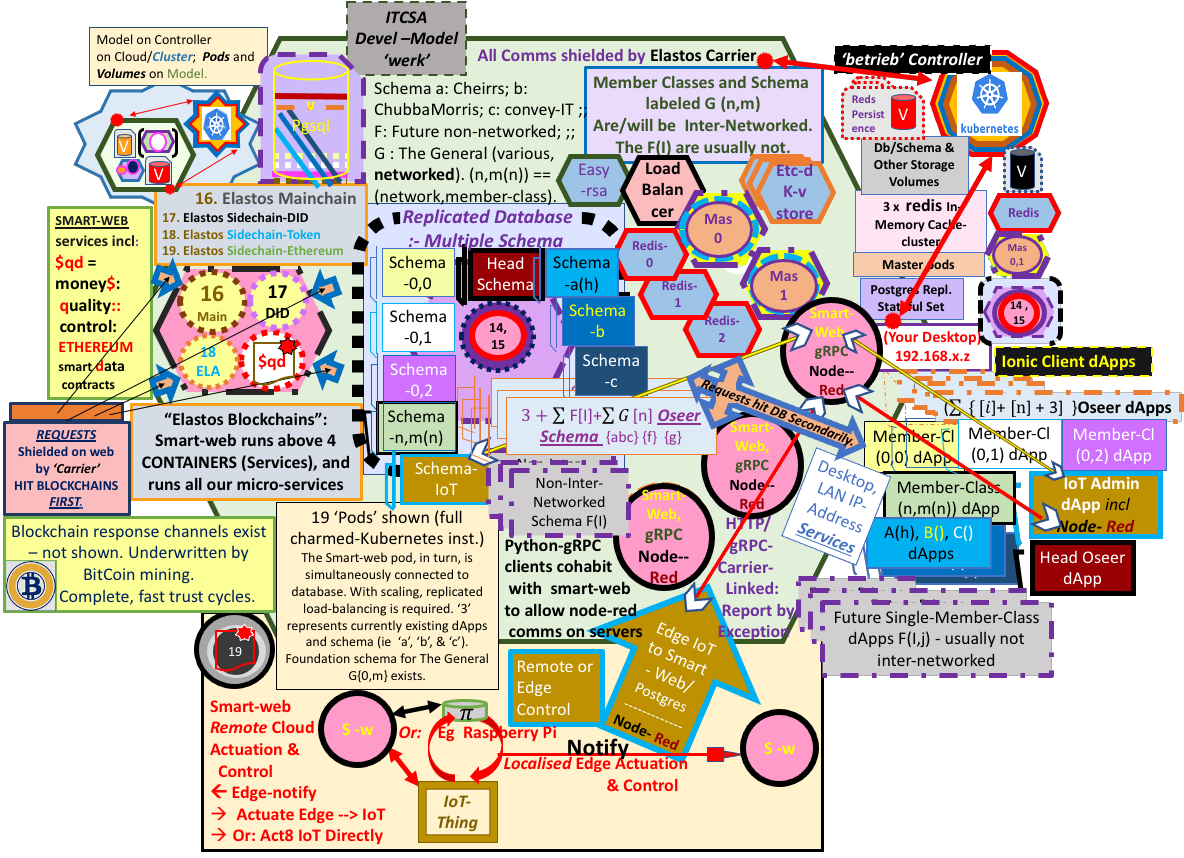 ITCSA
Devel –Model
‘werk’
Model on Controller
on Cloud/Cluster; Pods and
Volumes on Model.
All Comms shielded by Elastos Carrier
‘betrieb’ Controller
Schema a: Cheirrs; b:
ChubbaMorris; c: convey-IT ;;
F: Future non-networked; ;;
G : The General (various,
networked). (n,m(n)) ==
(network,member-class).
Member Classes and Schema
labeled G (n,m)
Are/will be Inter-Networked.
The F(I) are usually not.
Pgsql
V
V
V
Reds
Persist
ence
V
kubernetes
Db/Schema &
Other Storage
Volumes
V
3 x redis In-
Memory Cache-
cluster
Redis
Master pods
Mas
0,1
Postgres Repl.
Stateful Set
14,
15
(Your Desktop)
192.168.x.z
Easy
-rsa
Load
Balan
cer
Etc-d
K-v
store
Mas
0
Mas
1
Redis-
0
Redis-
1
Redis-
2
16. Elastos Mainchain
17. Elastos Sidechain-DID
18. Elastos Sidechain-Token
19. Elastos Sidechain-Ethereum
SMART-WEB
services incl:
$qd =
money$:
quality::
control:
ETHEREUM
smart data
contracts
16
Main
17
DID
18
ELA
$qd
Replicated Database
:- Multiple Schema
Schema
-0,0
Head
Schema
Schema
-a(h)
Schema
-0,1
14,
15
Schema
-b
Schema
-0,2
Schema
-c
Schema
-n,m(n)
Schema-
IoT
3 + ∑ F[I]+∑ G [n] Oseer
Schema {abc} {f} {g}
Non-Inter-
Networked
Schema F(I)
Smart-
Web,
gRPC
Node--
Red
Smart-
Web,
gRPC
Node--
Red
Smart-
Web,
gRPC
Node--
Red
Requests hit DB Secondarily.
REQUESTS
Shielded on web
by ‘Carrier’
HIT BLOCKCHAINS
FIRST.
“Elastos Blockchains”:
Smart-web runs above 4
CONTAINERS (Services), and
runs all our micro-services
Blockchain response channels exist
– not shown. Underwritten by
BitCoin mining.
Complete, fast trust cycles.
19 ‘Pods’ shown (full
charmed-Kubernetes inst.)
The Smart-web pod, in turn, is
simultaneously connected to
database. With scaling, replicated
load-balancing is required. ‘3’
represents currently existing dApps
and schema (ie ‘a’, ‘b’, & ‘c’).
Foundation schema for The General
G{0,m} exists.
Python-gRPC
clients cohabit
with smart-web
to allow node-red
comms on servers
HTTP/
gRPC-
Carrier-
Linked:
Report by
Exception
Desktop,
LAN IP-
Address
Services
Ionic Client dApps
(∑ { [i]+ [n] + 3] }Oseer dApps
Member-Cl
(0,0) dApp
Member-Cl
(0,1) dApp
Member-Cl
(0,2) dApp
Member-Class
(n,m(n)) dApp
IoT Admin
dApp incl
Node- Red
A(h), B(), C()
dApps
Head Oseer
dApp
Future Single-Member-Class
dApps F(I,j) - usually not
inter-networked
19
Edge IoT
to Smart
- Web/
Postgres
------------
Node- Red
Remote or
Edge
Control
Smart-web
Remote Cloud
Actuation &
Control
← Edge-notify
→ Actuate Edge --> IoT
→ Or: Act8 IoT Directly
S -w
π
Or: Eg Raspberry Pi
IoT-
Thing
Notify
Localised Edge Actuation
& Control
S -w